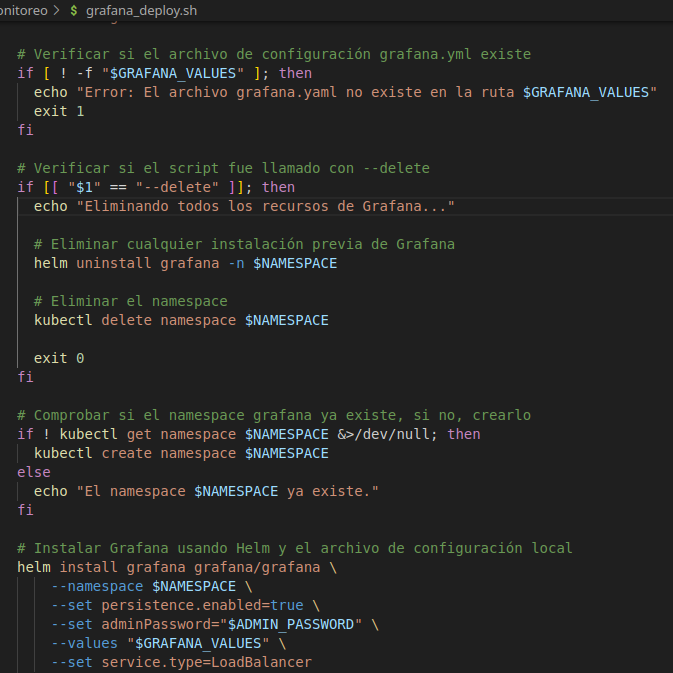 onitoreo > $ grafana_deploy.sh
# Verificar si el archivo de configuración grafana.yml existe
if [ ! -f "$GRAFANA_VALUES" ]; then
  echo "Error: El archivo grafana.yaml no existe en la ruta $GRAFANA_VALUES"
  exit 1
fi
# Verificar si el script fue llamado con --delete
if [[ "$1" == "--delete" ]]; then
  echo "Eliminando todos los recursos de Grafana..."
  # Eliminar cualquier instalación previa de Grafana
  helm uninstall grafana -n $NAMESPACE
  # Eliminar el namespace
  kubectl delete namespace $NAMESPACE
  exit 0
fi
# Comprobar si el namespace grafana ya existe, si no, crearlo
if ! kubectl get namespace $NAMESPACE &>/dev/null; then
  kubectl create namespace $NAMESPACE
else
  echo "El namespace $NAMESPACE ya existe."
fi
# Instalar Grafana usando Helm y el archivo de configuración local
helm install grafana grafana/grafana \
    --namespace $NAMESPACE \
    --set persistence.enabled=true \
    --set adminPassword="$ADMIN_PASSWORD" \
    --values "$GRAFANA_VALUES" \
    --set service.type=LoadBalancer